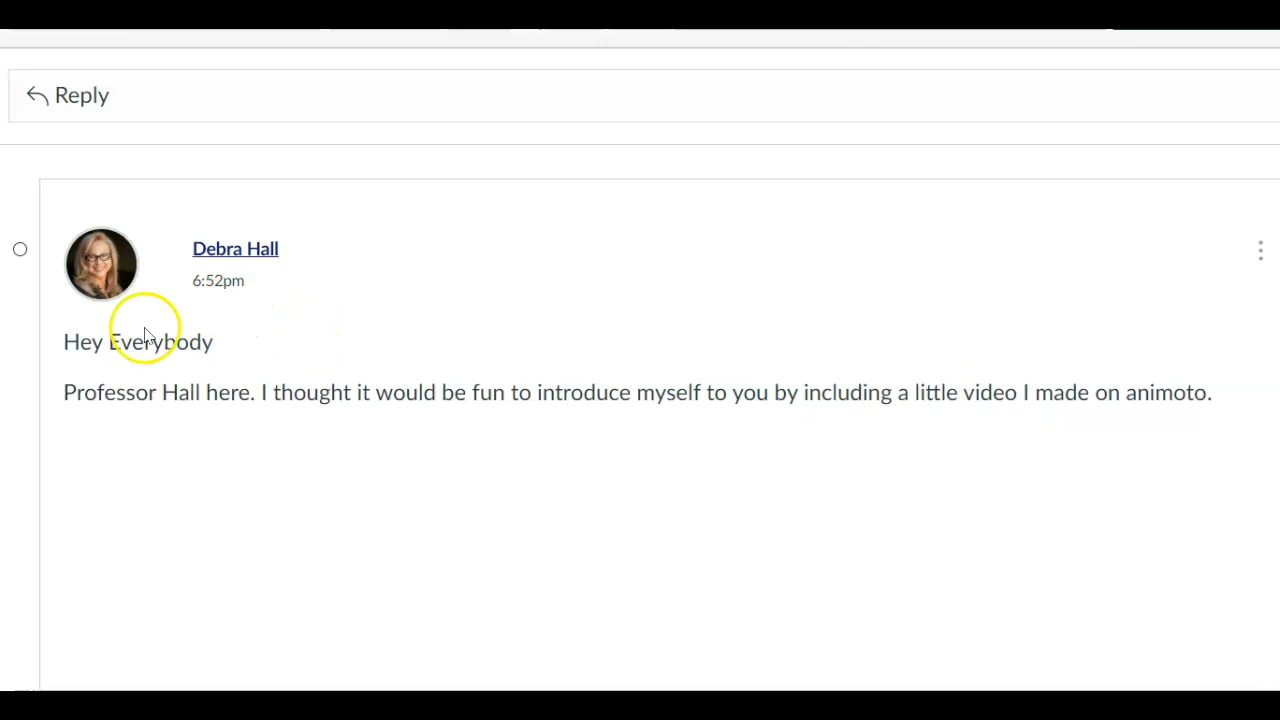 Reply
Debra Hall
6:52pm
Hey Everybody
Professor Hall here. I thought it would be fun to introduce myself to you by including a little video I made on animoto.